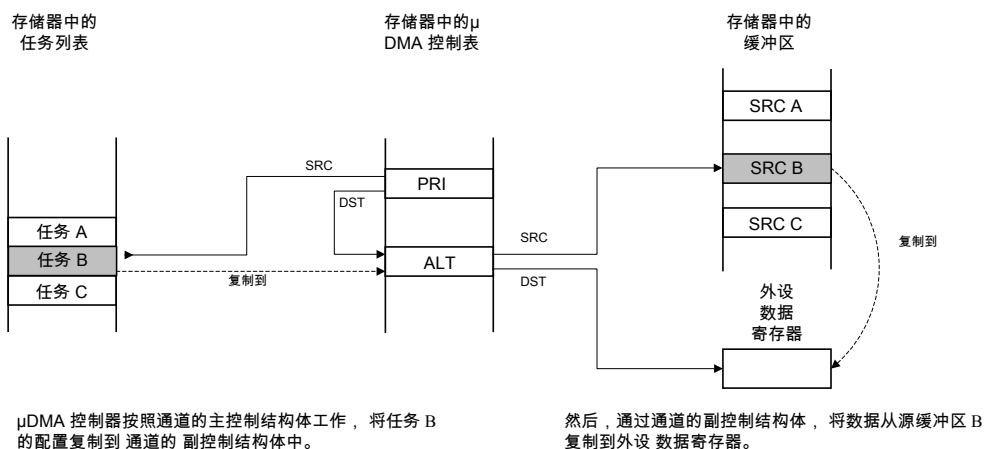 存储器中的
任务列表
存储器中的μ
DMA 控制表
存储器中的
缓冲区
SRC A
SRC
PRI
SRC B
DST
任务 A
SRC C
任务 B
SRC
复制到
ALT
复制到
DST
任务 C
外设
数据
寄存器
μDMA 控制器按照通道的主控制结构体工作， 将任务 B
的配置复制到 通道的 副控制结构体中。
然后，通过通道的副控制结构体， 将数据从源缓冲区 B
复制到外设 数据寄存器。